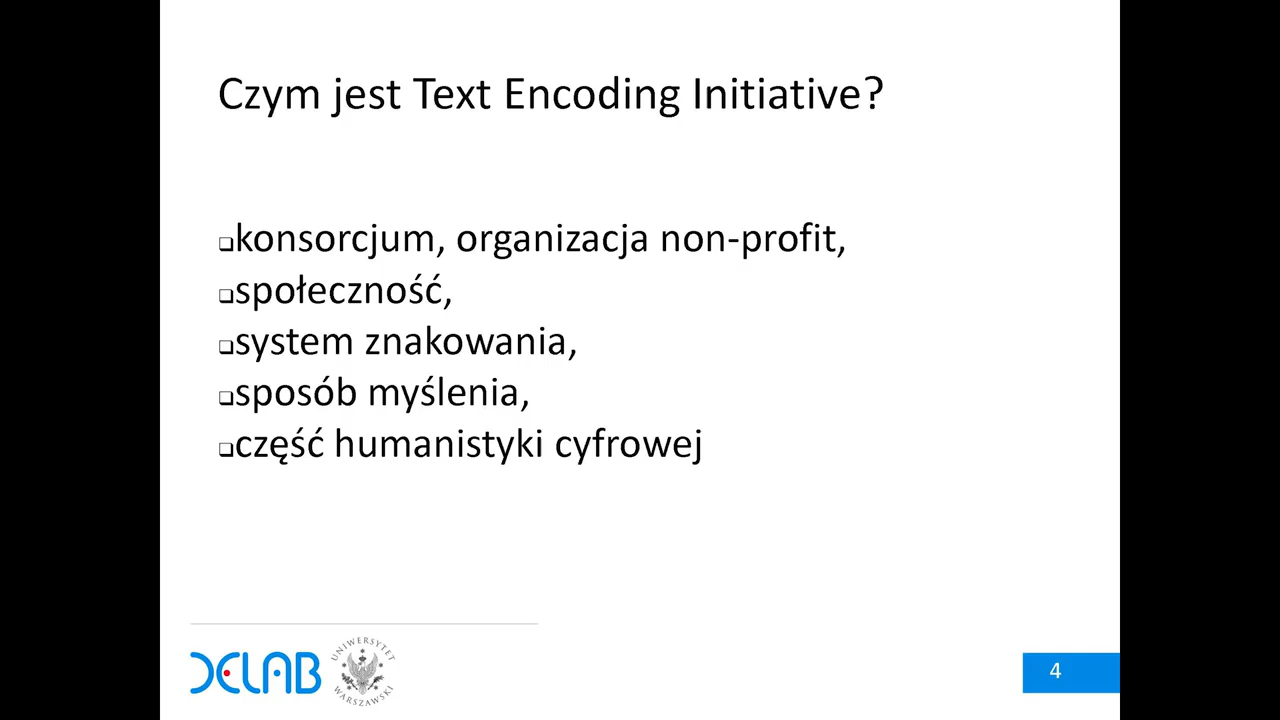 Czym jest Text Encoding Initiative?
❑konsorcjum, organizacja non-profit,
❑społeczność,
❑system znakowania,
❑sposób myślenia,
❑część humanistyki cyfrowej
DELAB
UNIWERSYTET
WARSZAWSKI
4